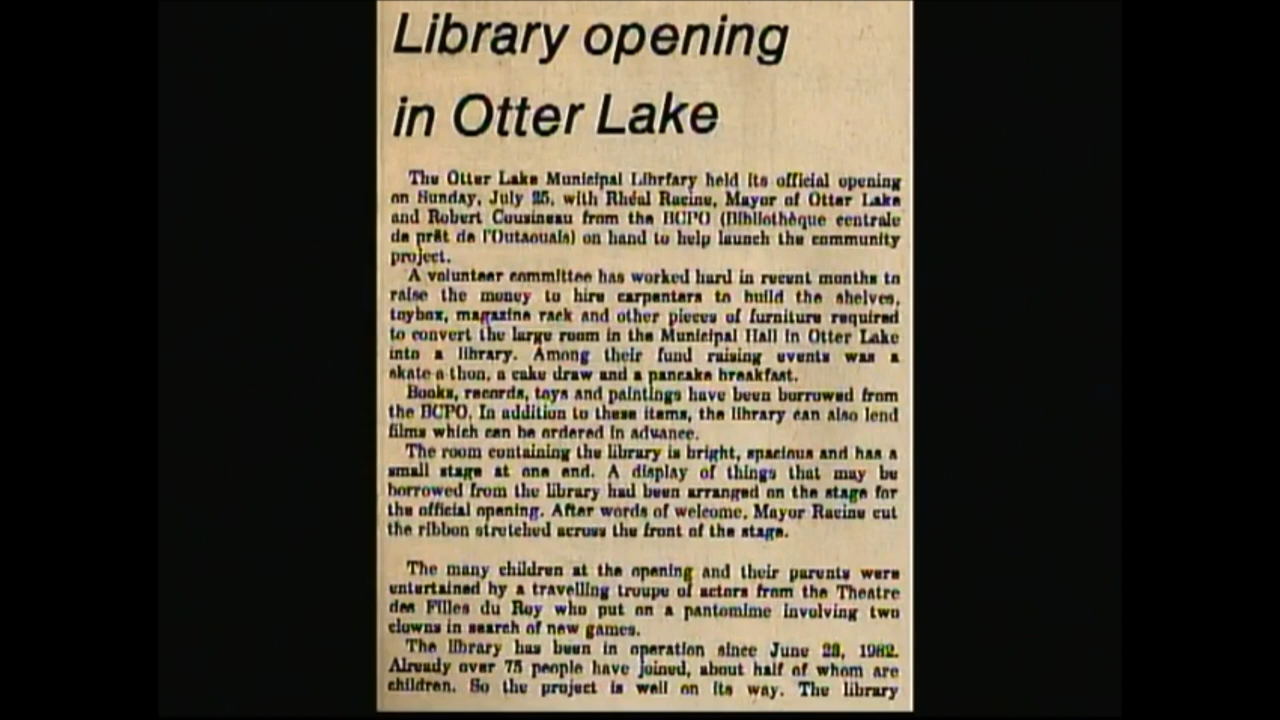 Library opening
in Otter Lake
The Otter Lake Municipal Librfary held its official opening
on Sunday, July 25, with Rhéal Racine, Mayor of Otter Lake
and Robert Cousineau from the BCPO (Bibliothèque centrale
de prêt de l'Outaouais) on hand to help launch the community
project.
A volunteer committee has worked hard in recent months to
raise the money to hire carpenters to build the shelves,
toybox, magazine rack and other pieces of furniture required
to convert the large room in the Municipal Hall in Otter Lake
into a library. Among their fund raising events was a
skate-a-thon, a cake draw and a pancake breakfast.
Books, records, toys and paintings have been borrowed from
the BCPO. In addition to these items, the library can also lend
films which can be ordered in advance.
The room containing the library is bright, spacious and has a
small stage at one end. A display of things that may be
borrowed from the library had been arranged on the stage for
the official opening. After words of welcome, Mayor Racine cut
the ribbon stretched across the front of the stage.
The many children at the opening and their parents were
entertained by a travelling troupe of actors from the Theatre
des Filles du Roy who put on a pantomime involving two
clowns in search of new games.
The library has been in operation since June 23, 1982.
Already over 75 people have joined, about half of whom are
children. So the project is well on its way. The library